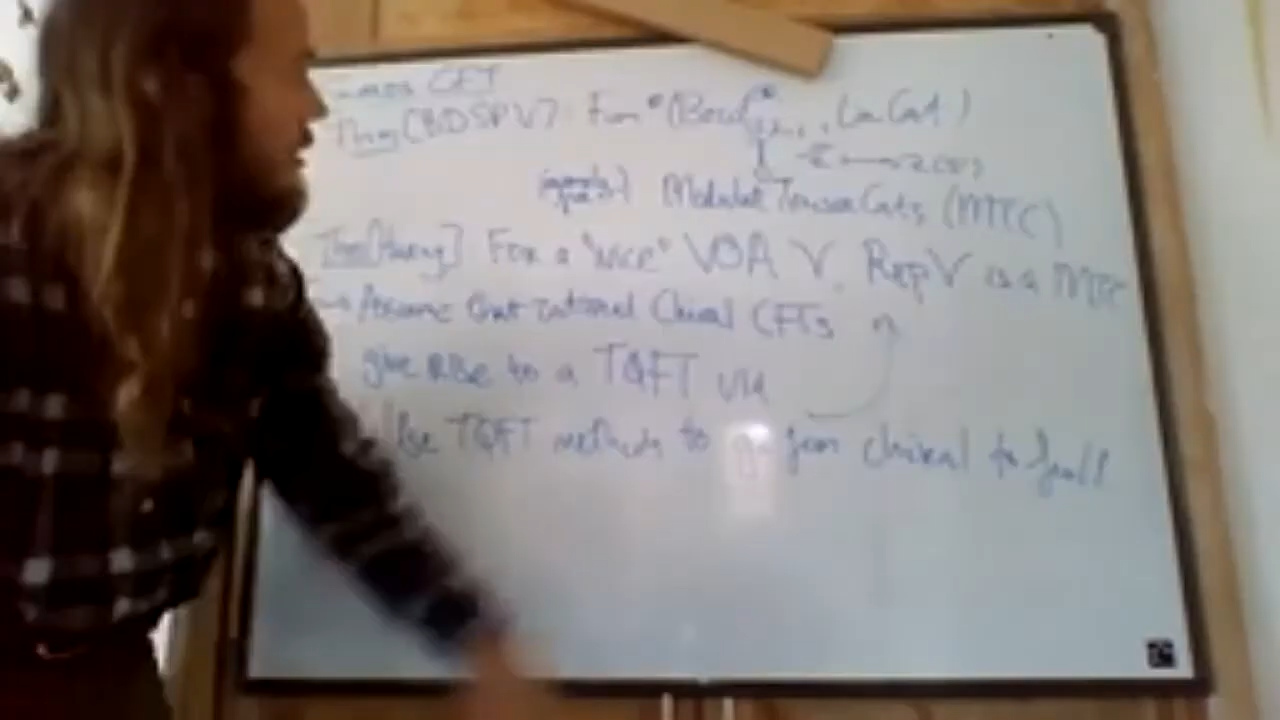 CFT
Thm [BDSPV]: Fun (Bord , LinCat)
Modular Tensor Cats (MTC)
Thm [Huang] For a "nice" VOA V, Rep V is a MTC
→ Assume that rational chiral CFTs
give rise to a TQFT via
Use TQFT methods to go from chiral to full